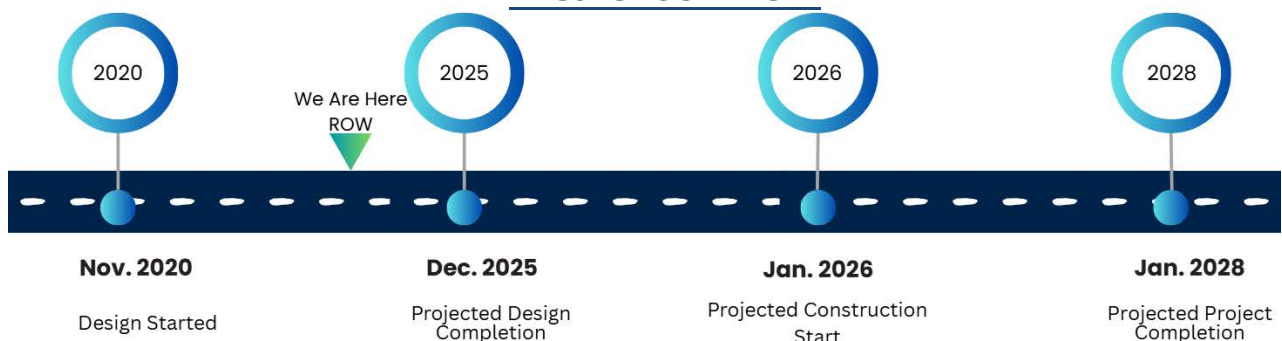 2020
2025
2026
2028
We Are Here
ROW
Nov. 2020
Dec. 2025
Jan. 2026
Jan. 2028
Design Started
Projected Design
Completion
Projected Construction
Start
Projected Project
Completion